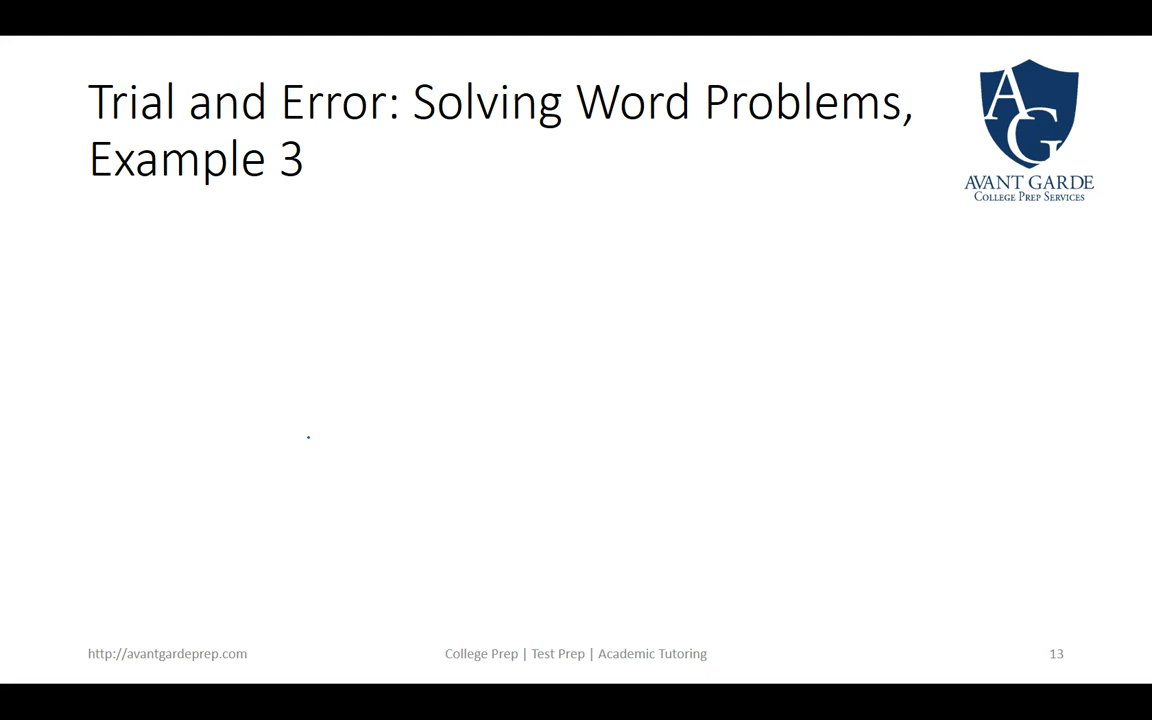 Trial and Error: Solving Word Problems,
Example 3
AG
AVANT GARDE
COLLEGE PREP SERVICES
http://avantgardeprep.com
College Prep | Test Prep | Academic Tutoring
13